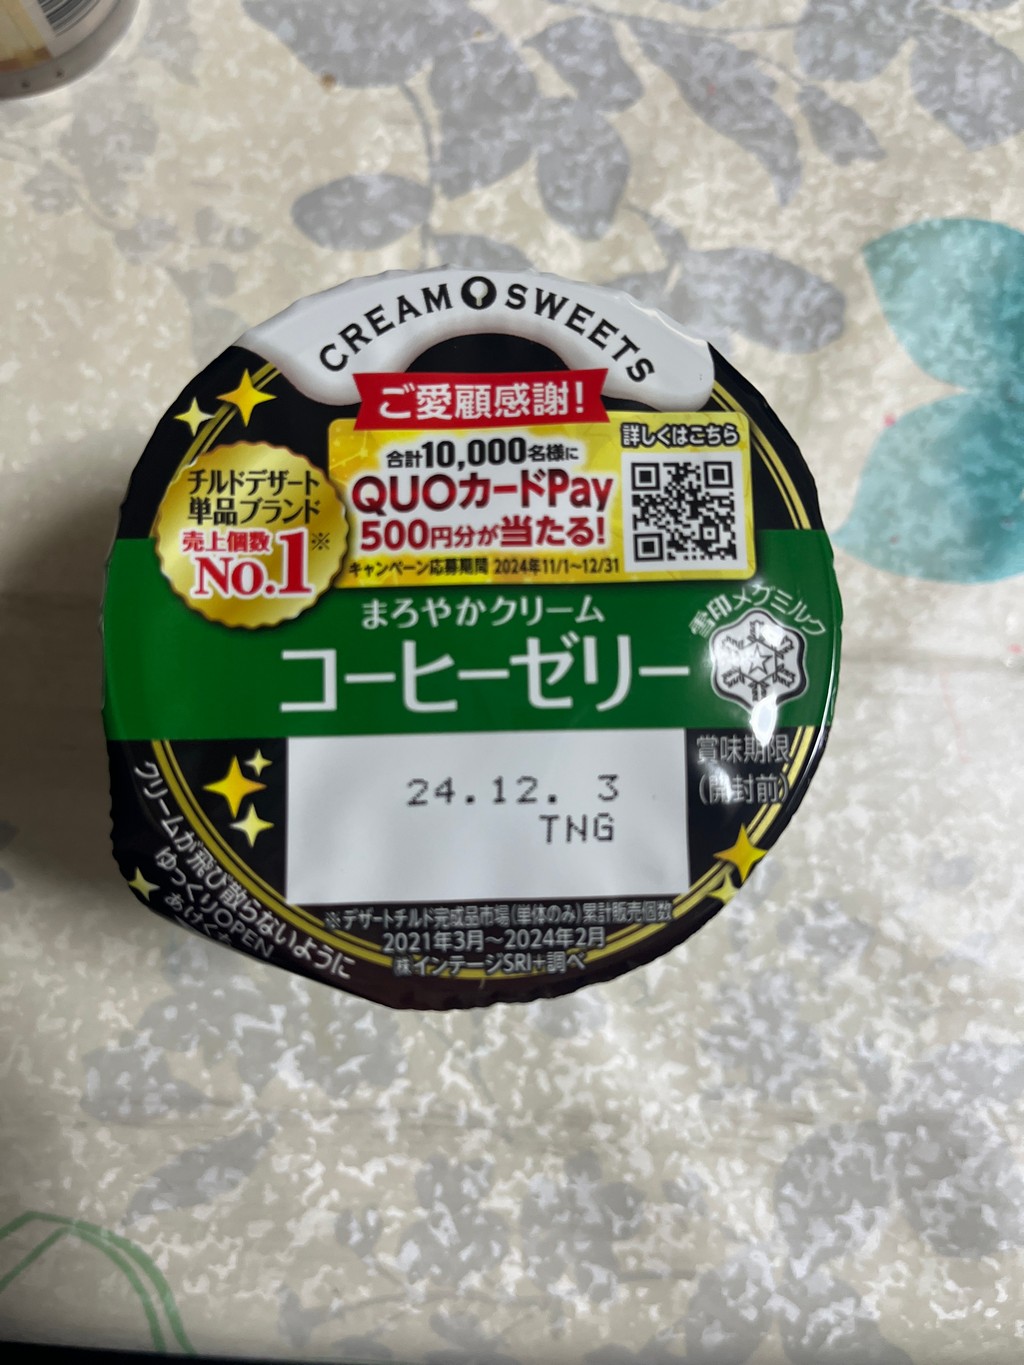 CREAM SWEETS
ご愛顧感謝!
合計10,000名様に
QUOカードPay
500円分が当たる!
キャンペーン応募期間 2024年11/1~12/31
詳しくはこちら
チルドデザート
単品ブランド
売上個数※
No.1
まろやかクリーム
コーヒーゼリー
雪印メグミルク
賞味期限
(開封前)
24.12. 3
TNG
クリームが飛び散らないように
ゆっくりOPEN
※デザートチルド完成品市場(単体のみ)累計販売個数
2021年3月~2024年2月
㈱インテージSRI+調べ